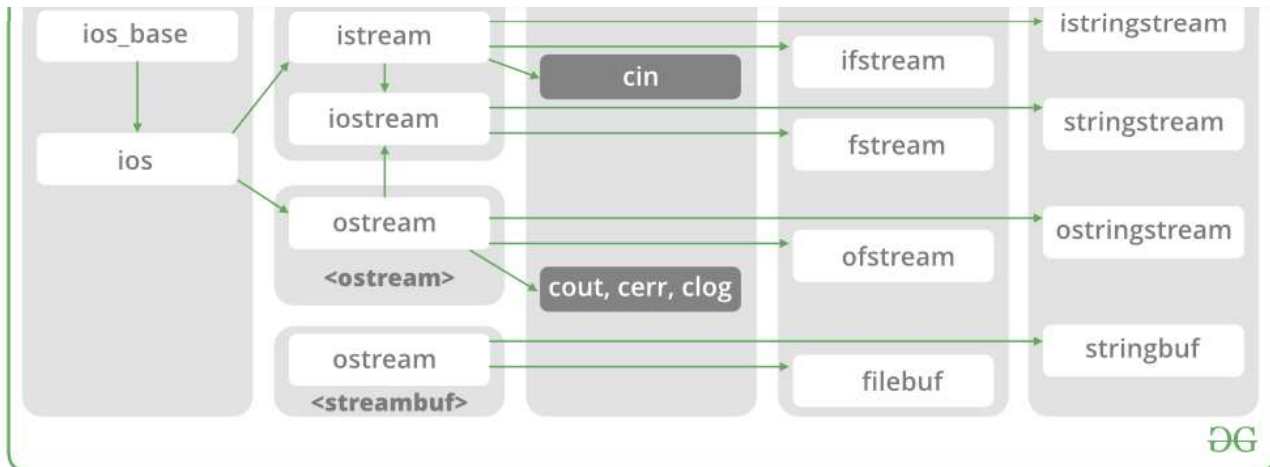 ios_base
ios
istream
iostream
ostream
<ostream>
ostream
<streambuf>
cin
cout, cerr, clog
ifstream
fstream
ofstream
filebuf
istringstream
stringstream
ostringstream
stringbuf